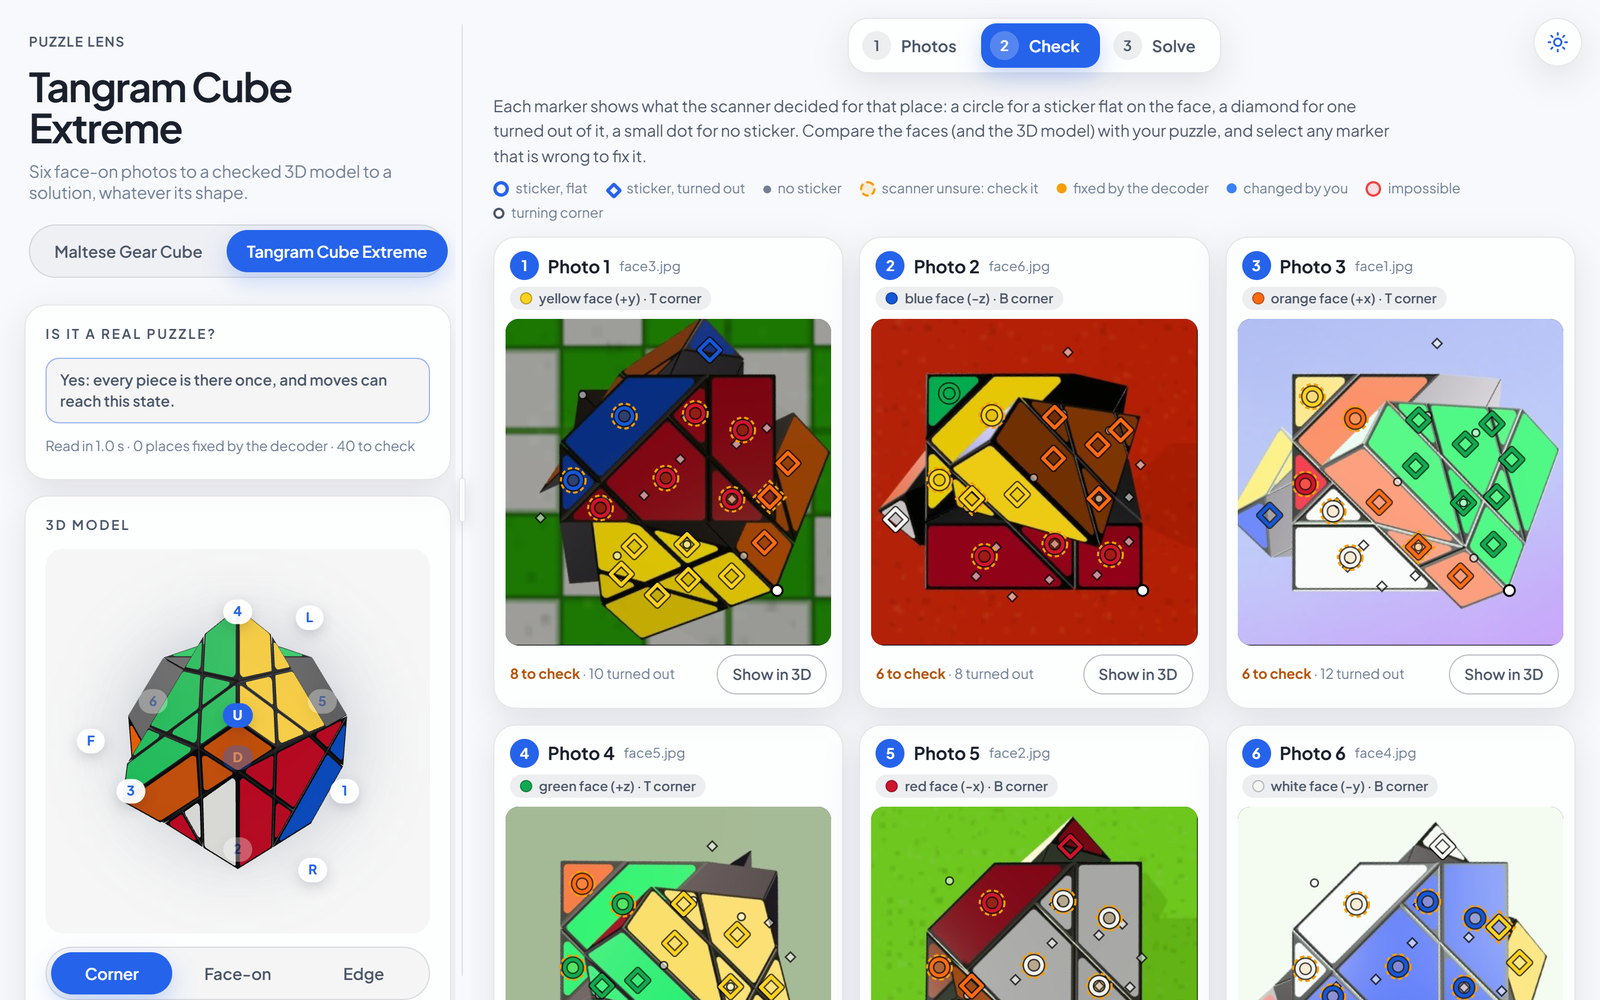 PUZZLE LENS
Tangram Cube
Extreme
Six face-on photos to a checked 3D model to a
solution, whatever its shape.
Maltese Gear Cube
Tangram Cube Extreme
IS IT A REAL PUZZLE?
Yes: every piece is there once, and moves can
reach this state.
Read in 1.0 s · 0 places fixed by the decoder · 40 to check
3D MODEL
4
L
6
5
U
F
D
3
1
2
R
Corner
Face-on
Edge
1 Photos
2 Check
3 Solve
Each marker shows what the scanner decided for that place: a circle for a sticker flat on the face, a diamond for one
turned out of it, a small dot for no sticker. Compare the faces (and the 3D model) with your puzzle, and select any marker
that is wrong to fix it.
sticker, flat
sticker, turned out
no sticker
scanner unsure: check it
fixed by the decoder
changed by you
impossible
turning corner
1 Photo 1 face3.jpg
yellow face (+y) · T corner
8 to check · 10 turned out
Show in 3D
2 Photo 2 face6.jpg
blue face (-z) · B corner
6 to check · 8 turned out
Show in 3D
3 Photo 3 face1.jpg
orange face (+x) · T corner
6 to check · 12 turned out
Show in 3D
4 Photo 4 face5.jpg
green face (+z) · T corner
5 Photo 5 face2.jpg
red face (-x) · B corner
6 Photo 6 face4.jpg
white face (-y) · B corner